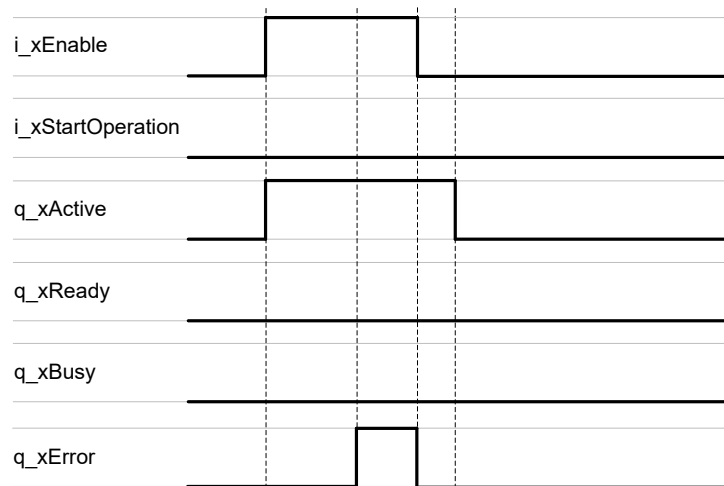 i_xEnable
i_xStartOperation
q_xActive
q_xReady
q_xBusy
q_xError